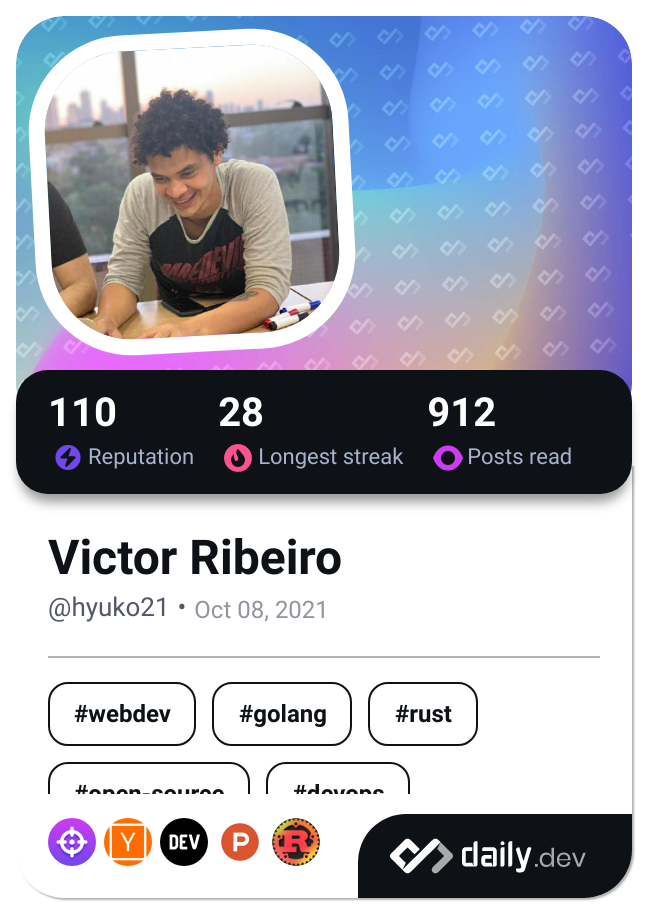 DAREDEVIL
110 28 912
Reputation Longest streak Posts read
Victor Ribeiro
@hyuko21 • Oct 08, 2021
#webdev #golang #rust
#open-source #devops
Y DEV P R
daily.dev